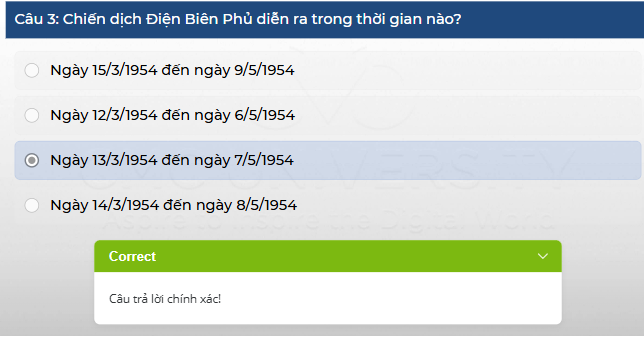 Câu 3: Chiến dịch Điện Biên Phủ diễn ra trong thời gian nào?
Ngày 15/3/1954 đến ngày 9/5/1954
Ngày 12/3/1954 đến ngày 6/5/1954
Ngày 13/3/1954 đến ngày 7/5/1954
Ngày 14/3/1954 đến ngày 8/5/1954
Correct
Câu trả lời chính xác!